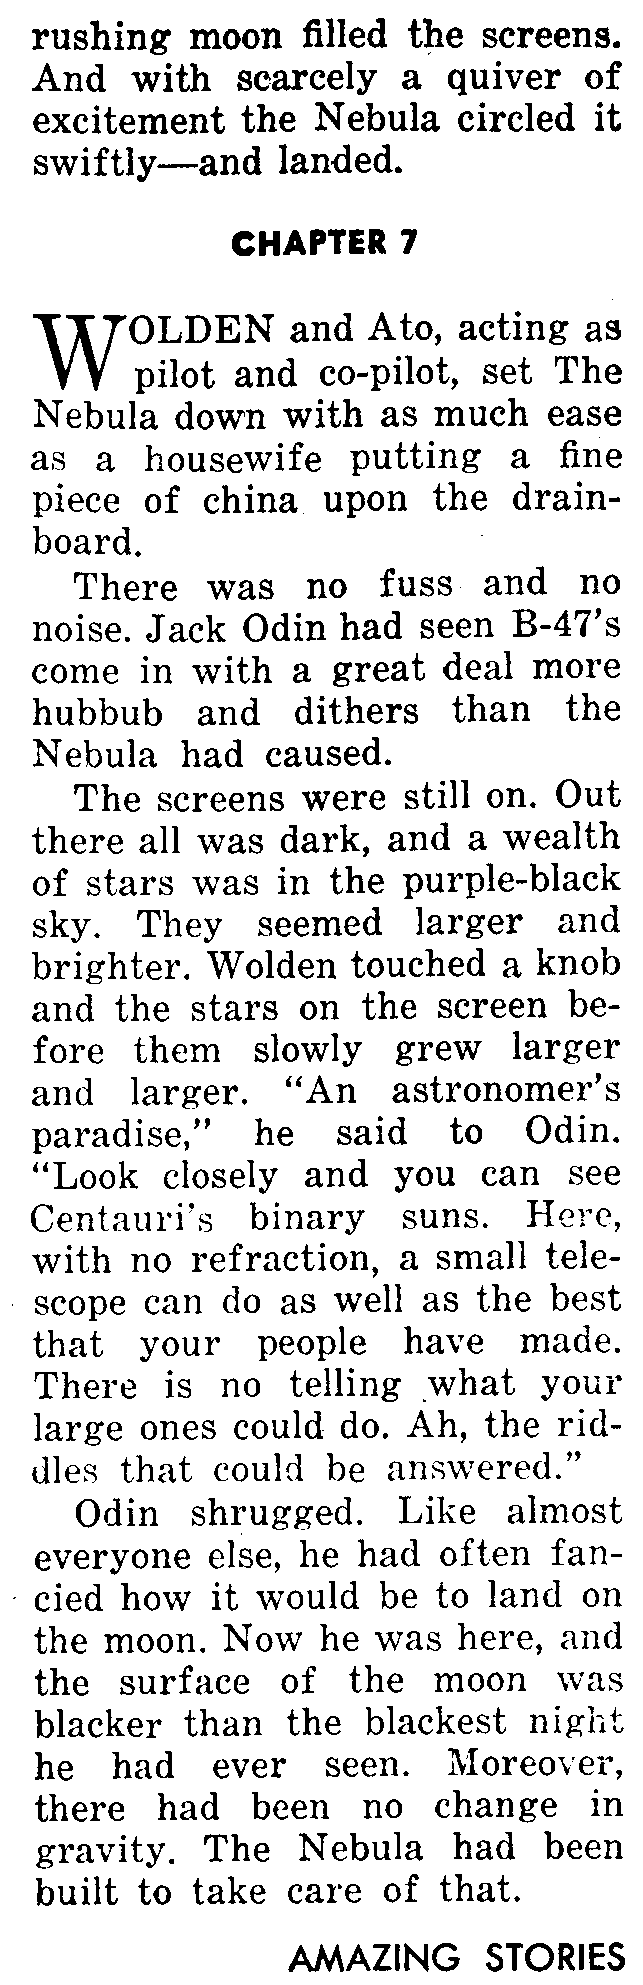 rushing moon filled the screens.
And with scarcely a quiver of
excitement the Nebula circled it
swiftly—and landed.
CHAPTER 7
WOLDEN and Ato, acting as
pilot and co-pilot, set The
Nebula down with as much ease
as a housewife putting a fine
piece of china upon the drain-
board.
There was no fuss and no
noise. Jack Odin had seen B-47's
come in with a great deal more
hubbub and dithers than the
Nebula had caused.
The screens were still on. Out
there all was dark, and a wealth
of stars was in the purple-black
sky. They seemed larger and
brighter. Wolden touched a knob
and the stars on the screen be-
fore them slowly grew larger
and larger. “An astronomer's
paradise,” he said to Odin.
“Look closely and you can see
Centauri's binary suns. Here,
with no refraction, a small tele-
scope can do as well as the best
that your people have made.
There is no telling what your
large ones could do. Ah, the rid-
dles that could be answered.”
Odin shrugged. Like almost
everyone else, he had often fan-
cied how it would be to land on
the moon. Now he was here, and
the surface of the moon was
blacker than the blackest night
he had ever seen. Moreover,
there had been no change in
gravity. The Nebula had been
built to take care of that.
AMAZING STORIES